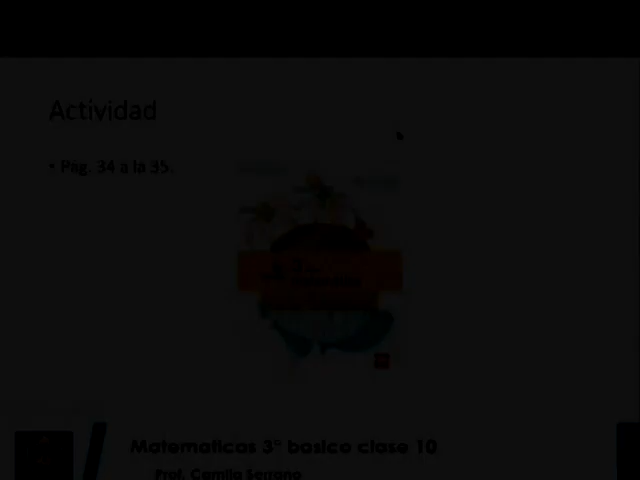 Actividad
• Pág. 34 a la 35.
Matematicas 3° basico clase 10
Prof. Camila Serrano